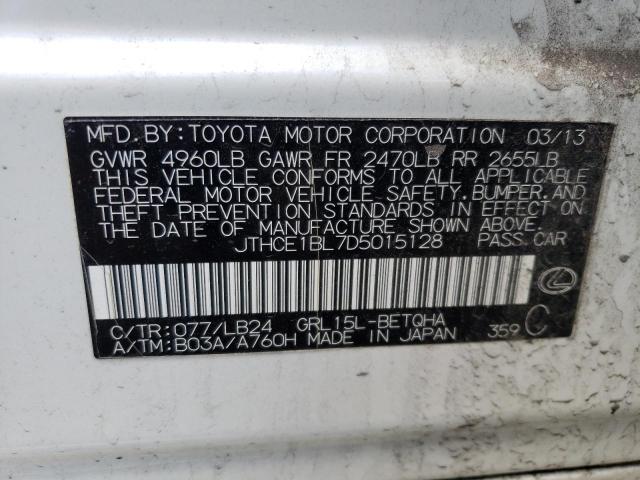 MFD. BY: TOYOTA MOTOR CORPORATION 03/13
GVWR 4960LB GAWR FR 2470LB RR 2655LB
THIS VEHICLE CONFORMS TO ALL APPLICABLE
FEDERAL MOTOR VEHICLE SAFETY, BUMPER, AND
THEFT PREVENTION STANDARDS IN EFFECT ON
THE DATE OF MANUFACTURE SHOWN ABOVE.
JTHCE1BL7D5015128 PASS.CAR
C/TR: 077/LB24 GRL15L-BETQHA
A/TM: B03A/A760H MADE IN JAPAN 359 C